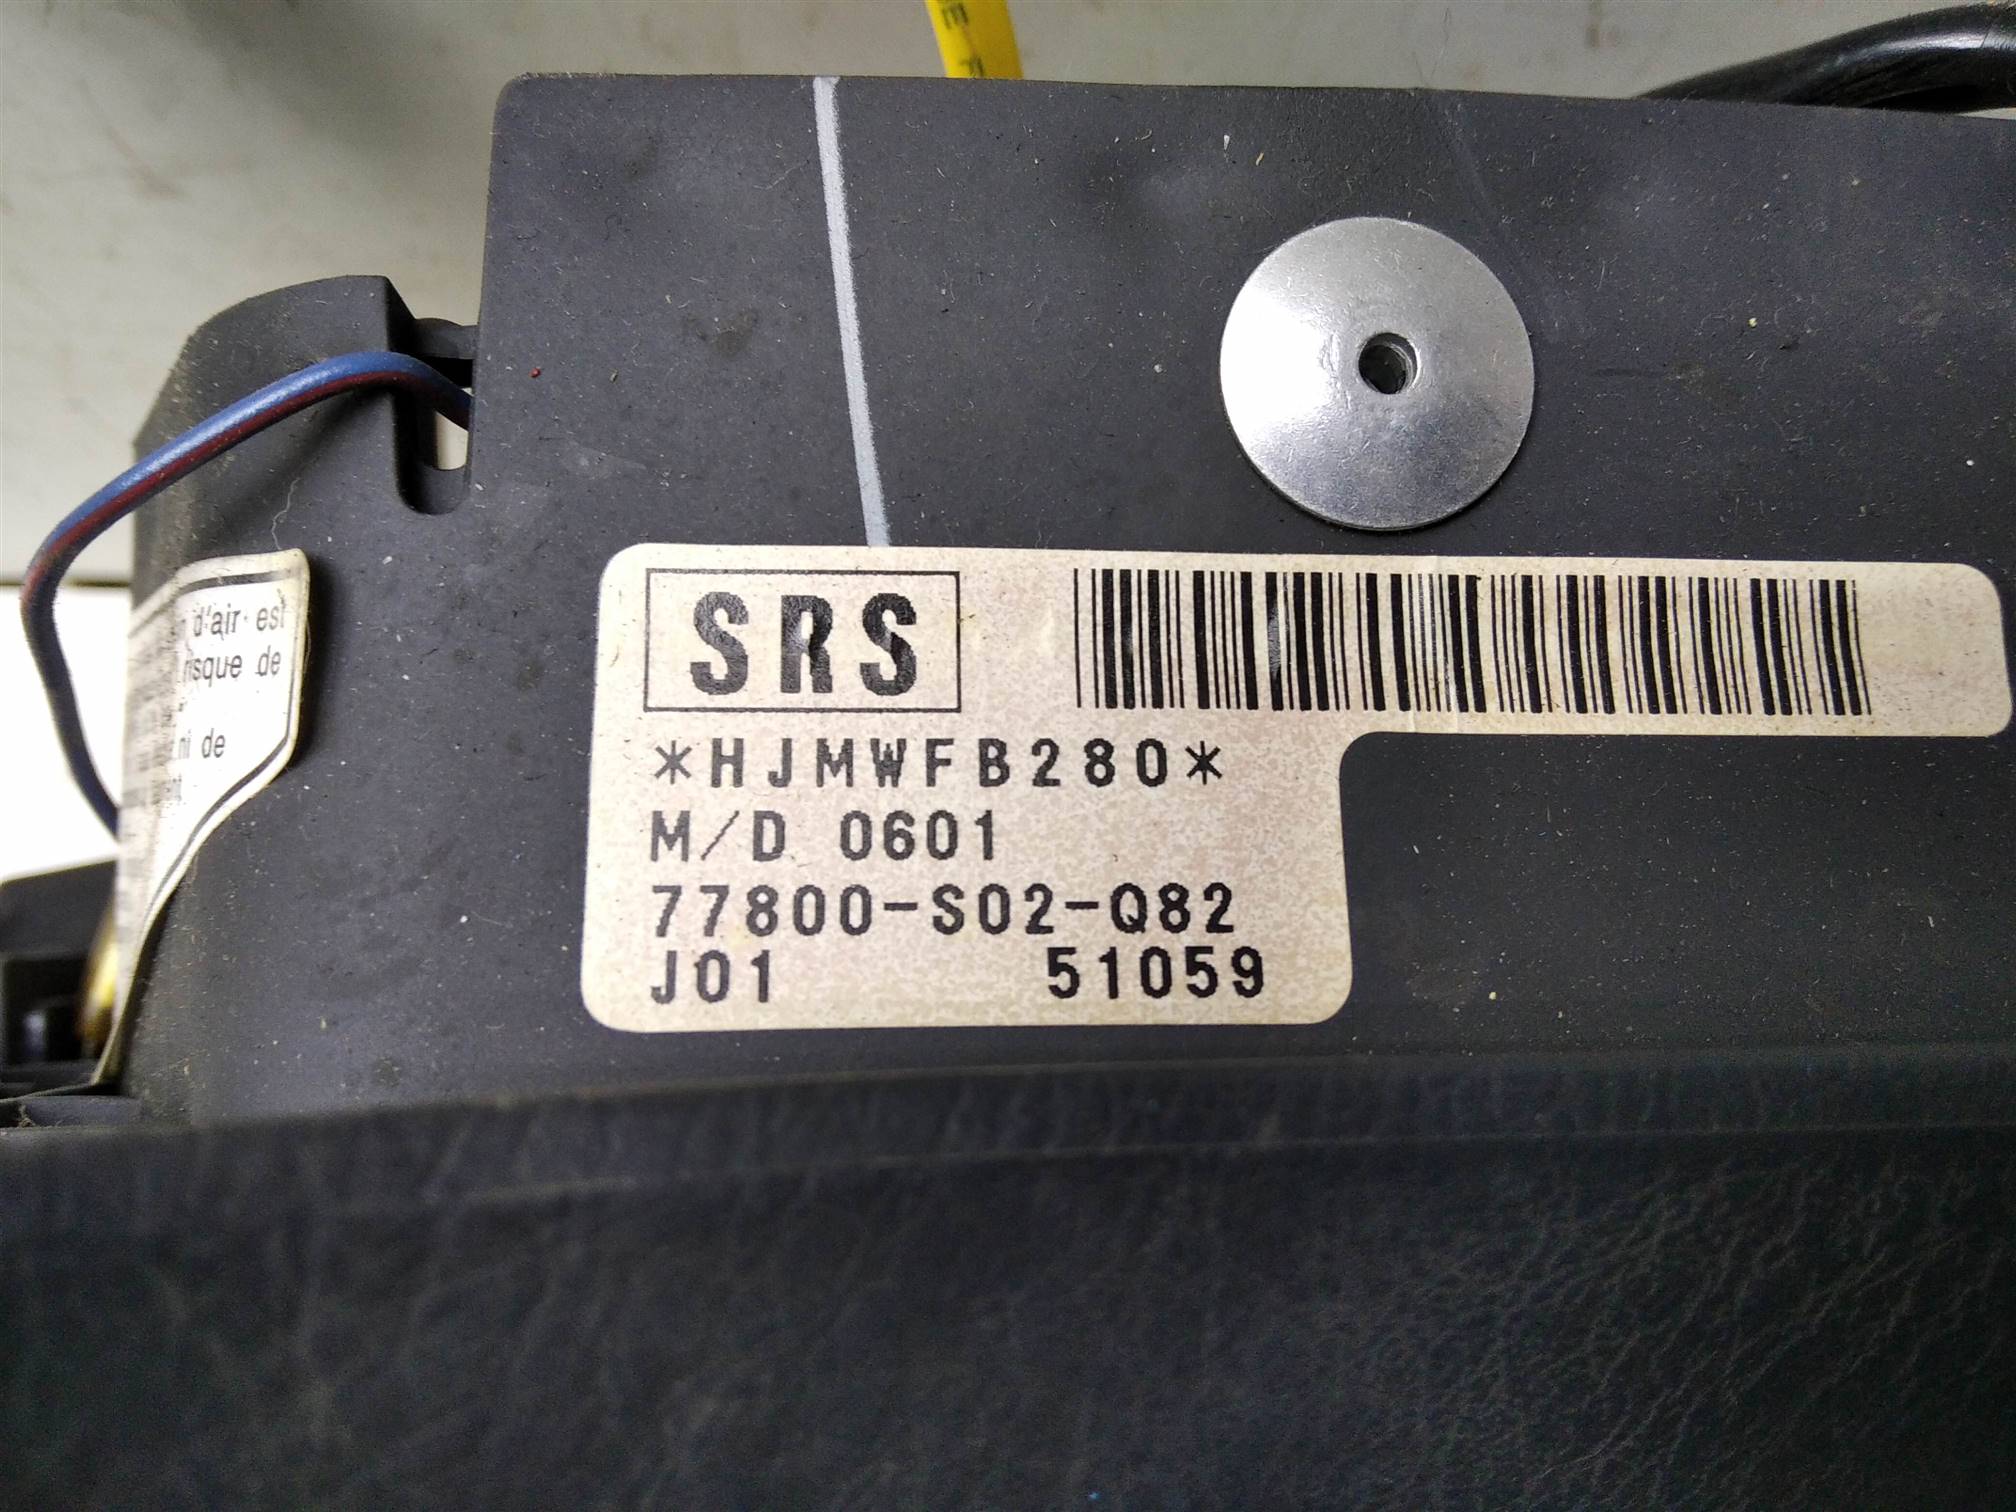 SRS
*HJMWFB280*
M/D 0601
77800-S02-Q82
J01 51059
d'air est
risque de
ni de